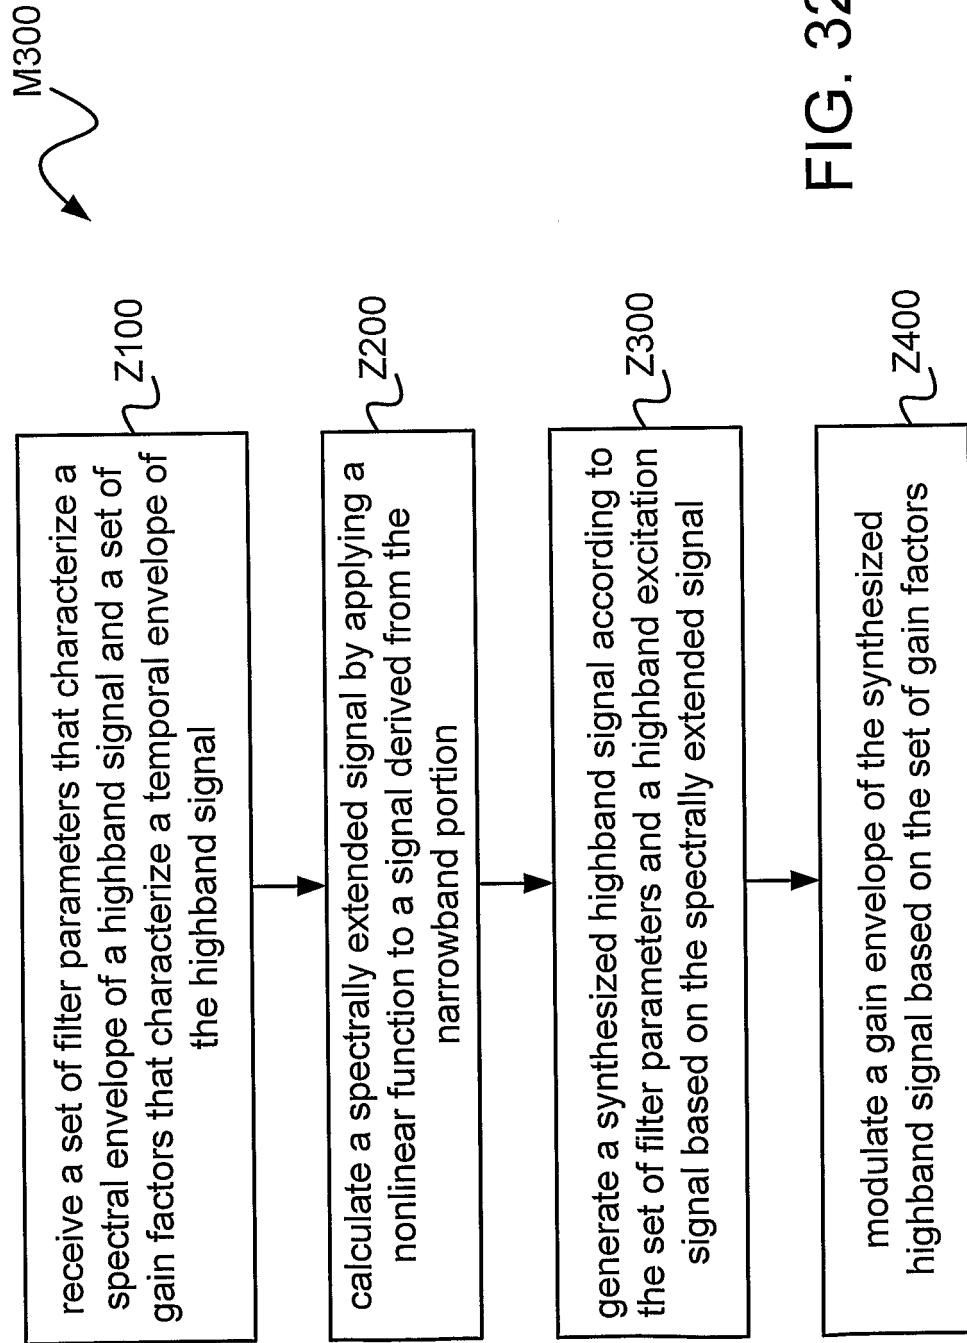 M300
Z100
receive a set of filter parameters that characterize a
spectral envelope of a highband signal and a set of
gain factors that characterize a temporal envelope of
the highband signal
Z200
calculate a spectrally extended signal by applying a
nonlinear function to a signal derived from the
narrowband portion
Z300
generate a synthesized highband signal according to
the set of filter parameters and a highband excitation
signal based on the spectrally extended signal
Z400
modulate a gain envelope of the synthesized
highband signal based on the set of gain factors
FIG. 32